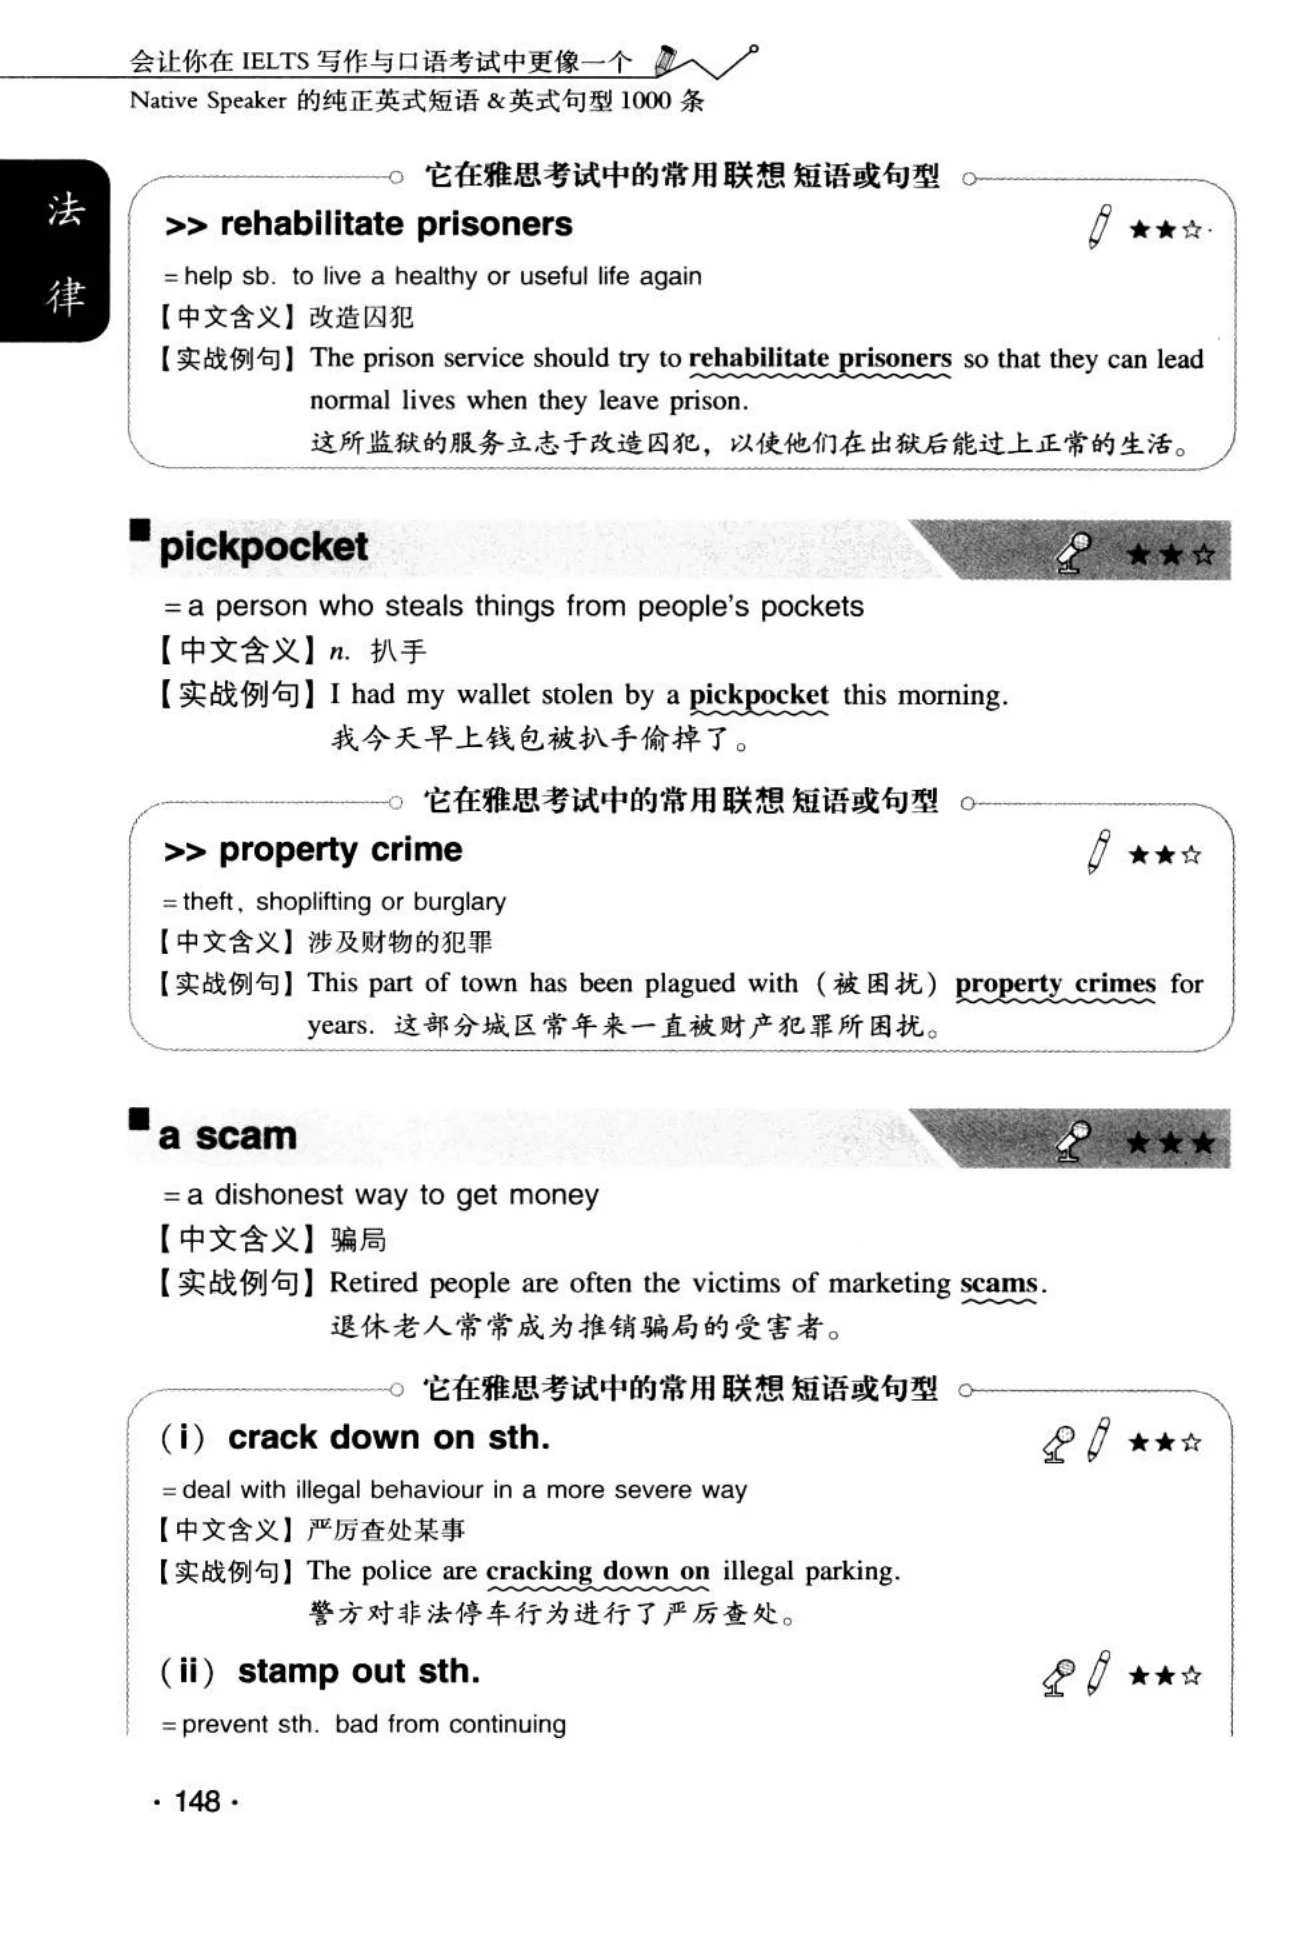 会让你在 IELTS 写作与口语考试中更像一个
Native Speaker 的纯正英式短语 &英式句型 1000 条
法
律
它在雅思考试中的常用联想 短语或句型
>> rehabilitate prisoners ★★☆
= help sb. to live a healthy or useful life again
【中文含义】改造囚犯
【实战例句】The prison service should try to rehabilitate prisoners so that they can lead
normal lives when they leave prison.
这所监狱的服务立志于改造囚犯，以使他们在出狱后能过上正常的生活。
pickpocket ★★☆
= a person who steals things from people's pockets
【中文含义】n. 扒手
【实战例句】I had my wallet stolen by a pickpocket this morning.
我今天早上钱包被扒手偷掉了。
它在雅思考试中的常用联想 短语或句型
>> property crime ★★☆
= theft, shoplifting or burglary
【中文含义】涉及财物的犯罪
【实战例句】This part of town has been plagued with（被困扰）property crimes for
years. 这部分城区常年来一直被财产犯罪所困扰。
a scam ★★★
= a dishonest way to get money
【中文含义】骗局
【实战例句】Retired people are often the victims of marketing scams.
退休老人常常成为推销骗局的受害者。
它在雅思考试中的常用联想 短语或句型
(i) crack down on sth. ★★☆
= deal with illegal behaviour in a more severe way
【中文含义】严厉查处某事
【实战例句】The police are cracking down on illegal parking.
警方对非法停车行为进行了严厉查处。
(ii) stamp out sth. ★★☆
= prevent sth. bad from continuing
· 148 ·